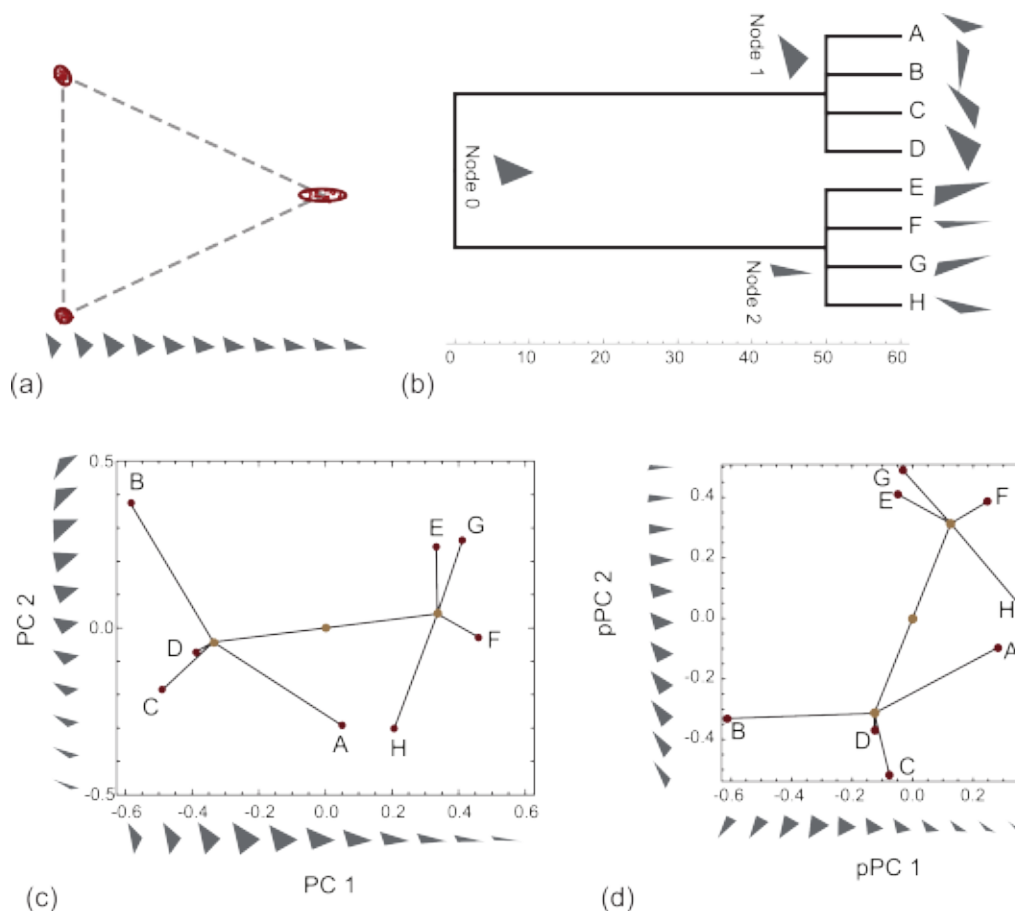 Node 1
A
B
C
D
Node 0
E
F
G
H
Node 2
0 10 20 30 40 50 60
(a)
(b)
0.5
B
E
G
PC 2
0.0
D
F
C
A
H
-0.5
-0.6 -0.4 -0.2 0.0 0.2 0.4 0.6
PC 1
(c)
0.4
G
E
F
0.2
pPC 2
0.0
H
A
-0.2
B
D
-0.4
C
-0.6 -0.4 -0.2 0.0 0.2
pPC 1
(d)